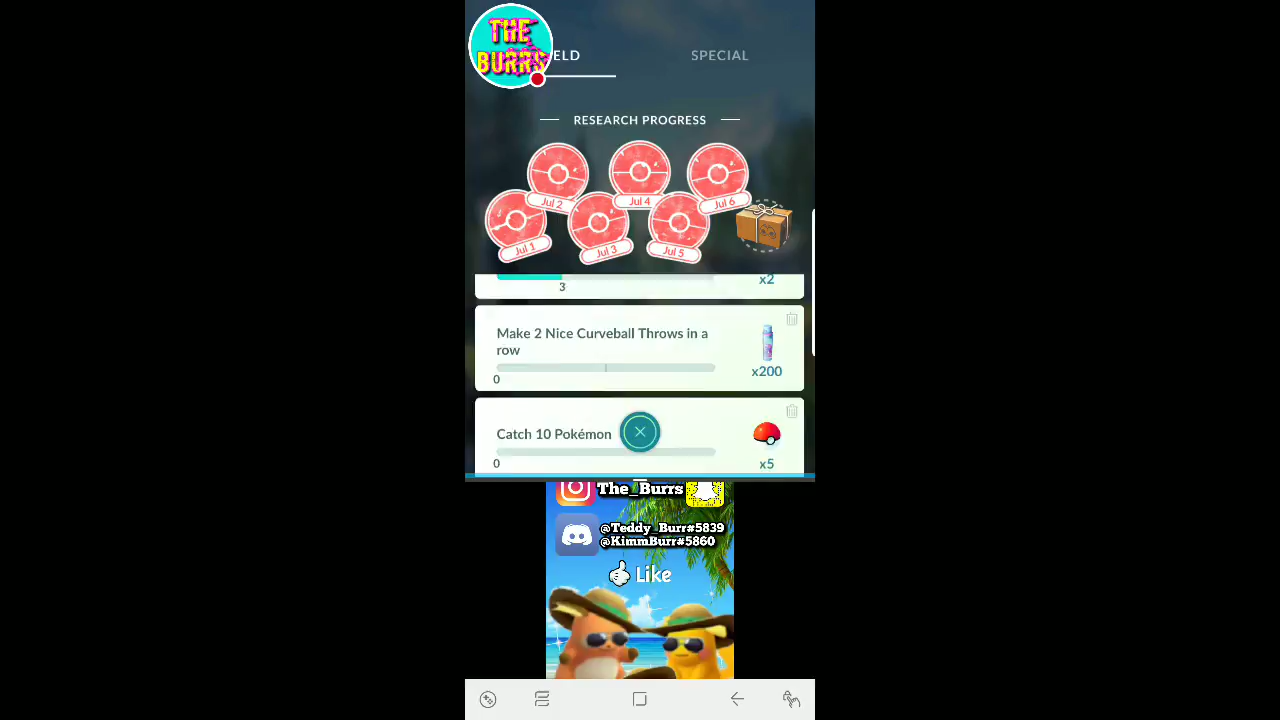 THE
BURRS
ELD
SPECIAL
RESEARCH PROGRESS
Jul 2
Jul 4
Jul 6
Jul 1
Jul 3
Jul 5
3
x2
Make 2 Nice Curveball Throws in a
row
0
x200
Catch 10 Pokémon
0
x5
The_Burrs
@Teddy_Burr#5839
@KimmBurr#5860
Like